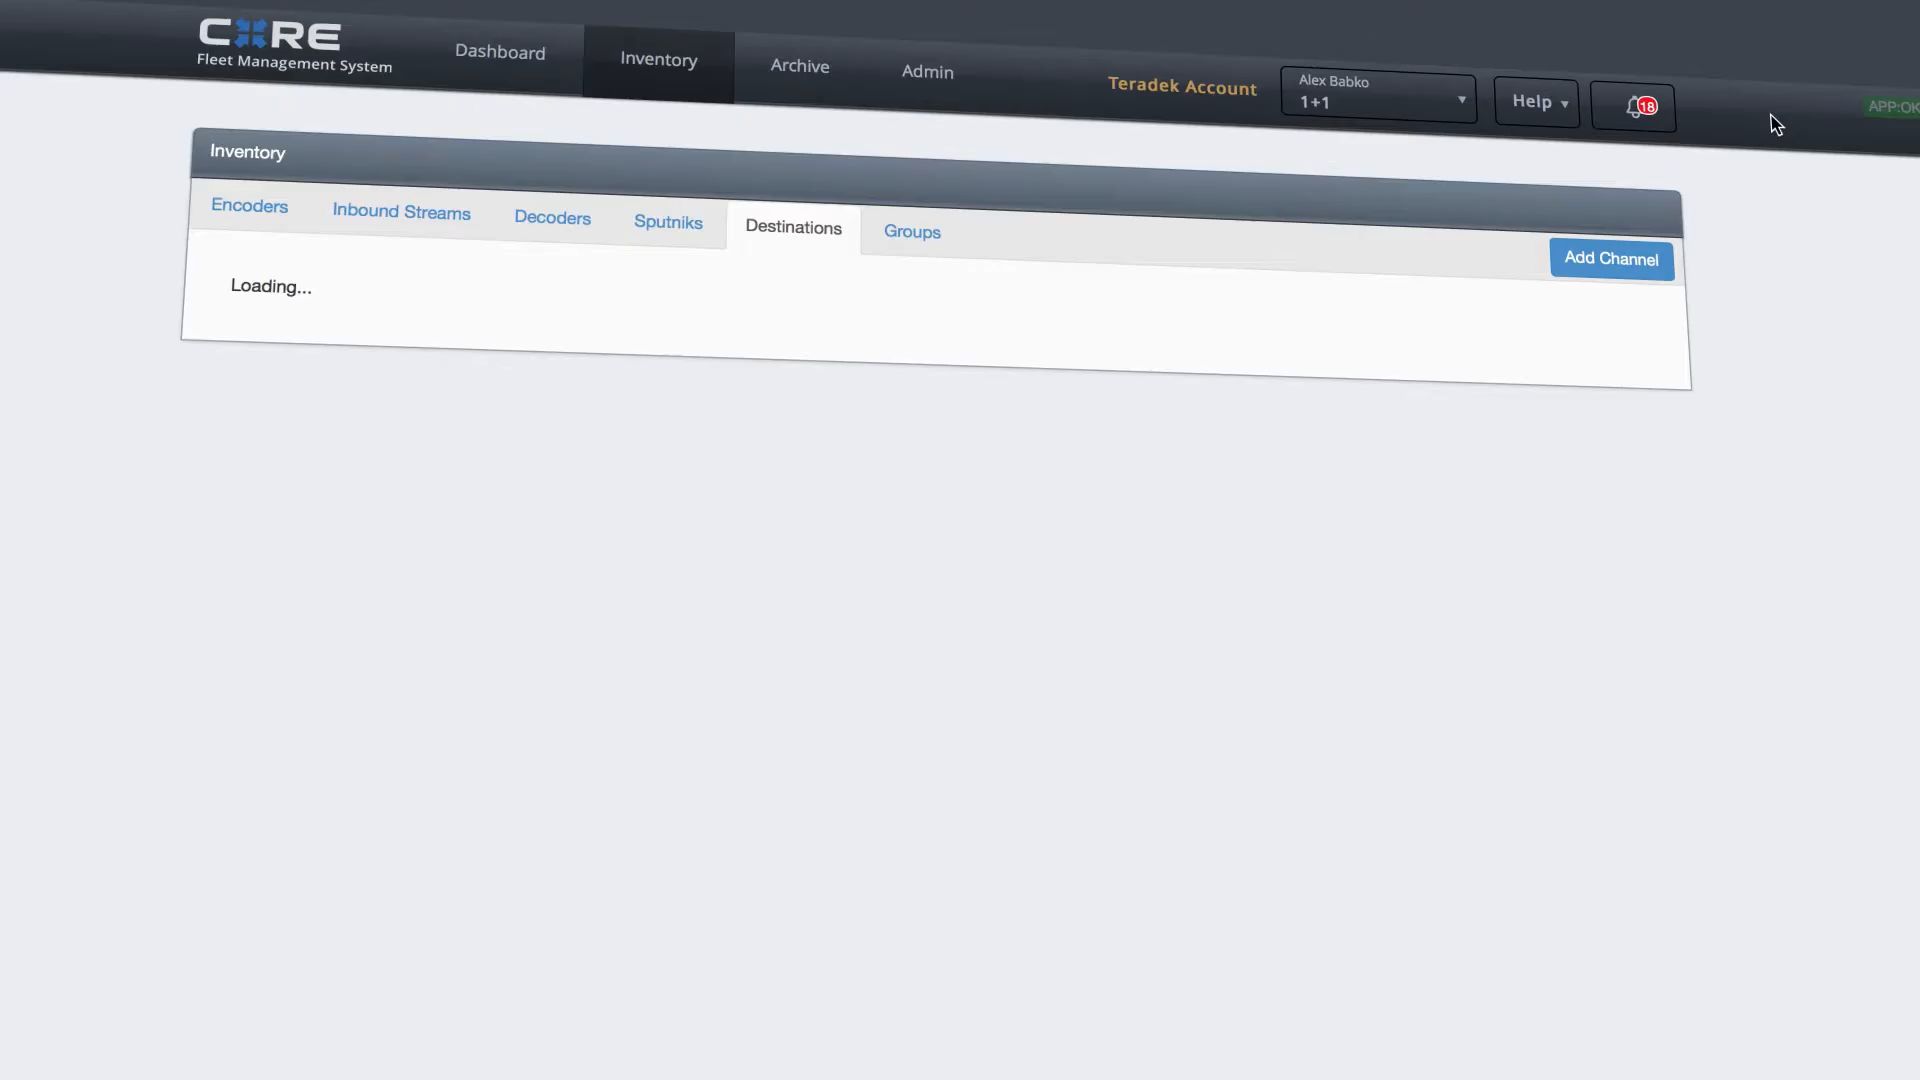 CORE
Fleet Management System
Dashboard
Inventory
Archive
Admin
Teradek Account
Alex Babko
1+1
Help
18
APP:OK
Inventory
Encoders
Inbound Streams
Decoders
Sputniks
Destinations
Groups
Add Channel
Loading...